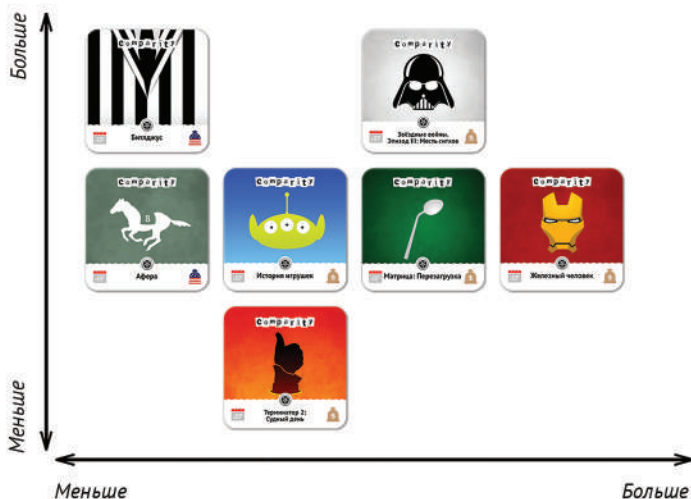 Больше
Comparity
Битлджус
Comparity
Звёздные войны.
Эпизод III: Месть ситхов
Comparity
8
Афера
Comparity
История игрушек
Comparity
Матрица: Перезагрузка
Comparity
Железный человек
Comparity
Терминатор 2:
Судный день
Меньше
Меньше
Больше